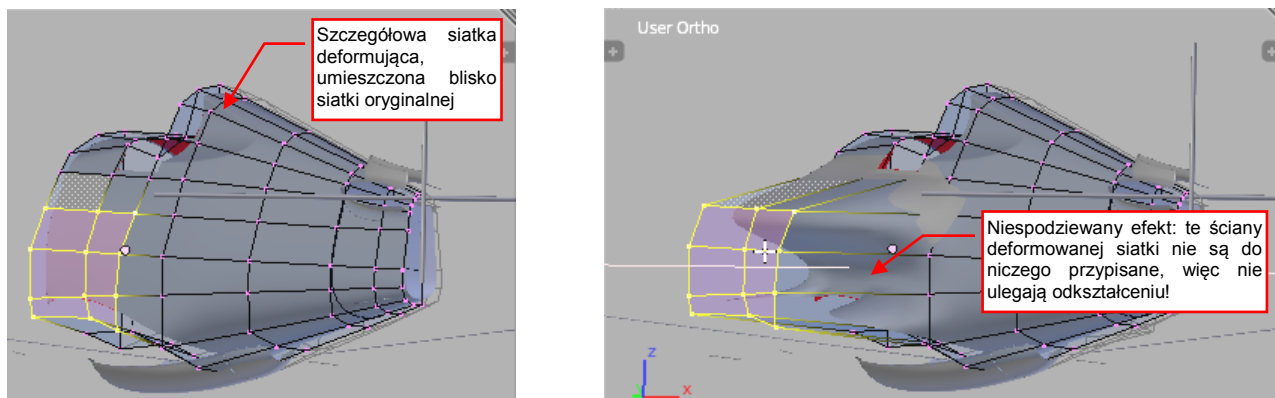 Szczegółowa siatka
deformująca,
umieszczona blisko
siatki oryginalnej
User Ortho
Niespodziewany efekt: te ściany
deformowanej siatki nie są do
niczego przypisane, więc nie
ulegają odkształceniu!
z
x